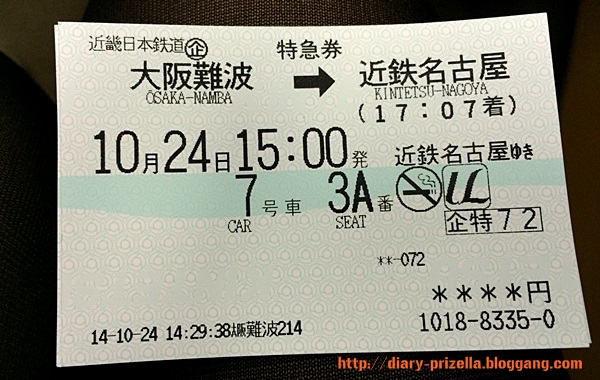 近畿日本鉄道企
特急券
大阪難波 ➡ 近鉄名古屋
OSAKA-NAMBA KINTETSU-NAGOYA
(17:07着)
10月24日 15:00発 近鉄名古屋ゆき
7号車 3A番
CAR SEAT
UL
企特72
**-072
****円
14-10-24 14:29:38大阪難波214 1018-8335-0
http://diary-prizella.bloggang.com